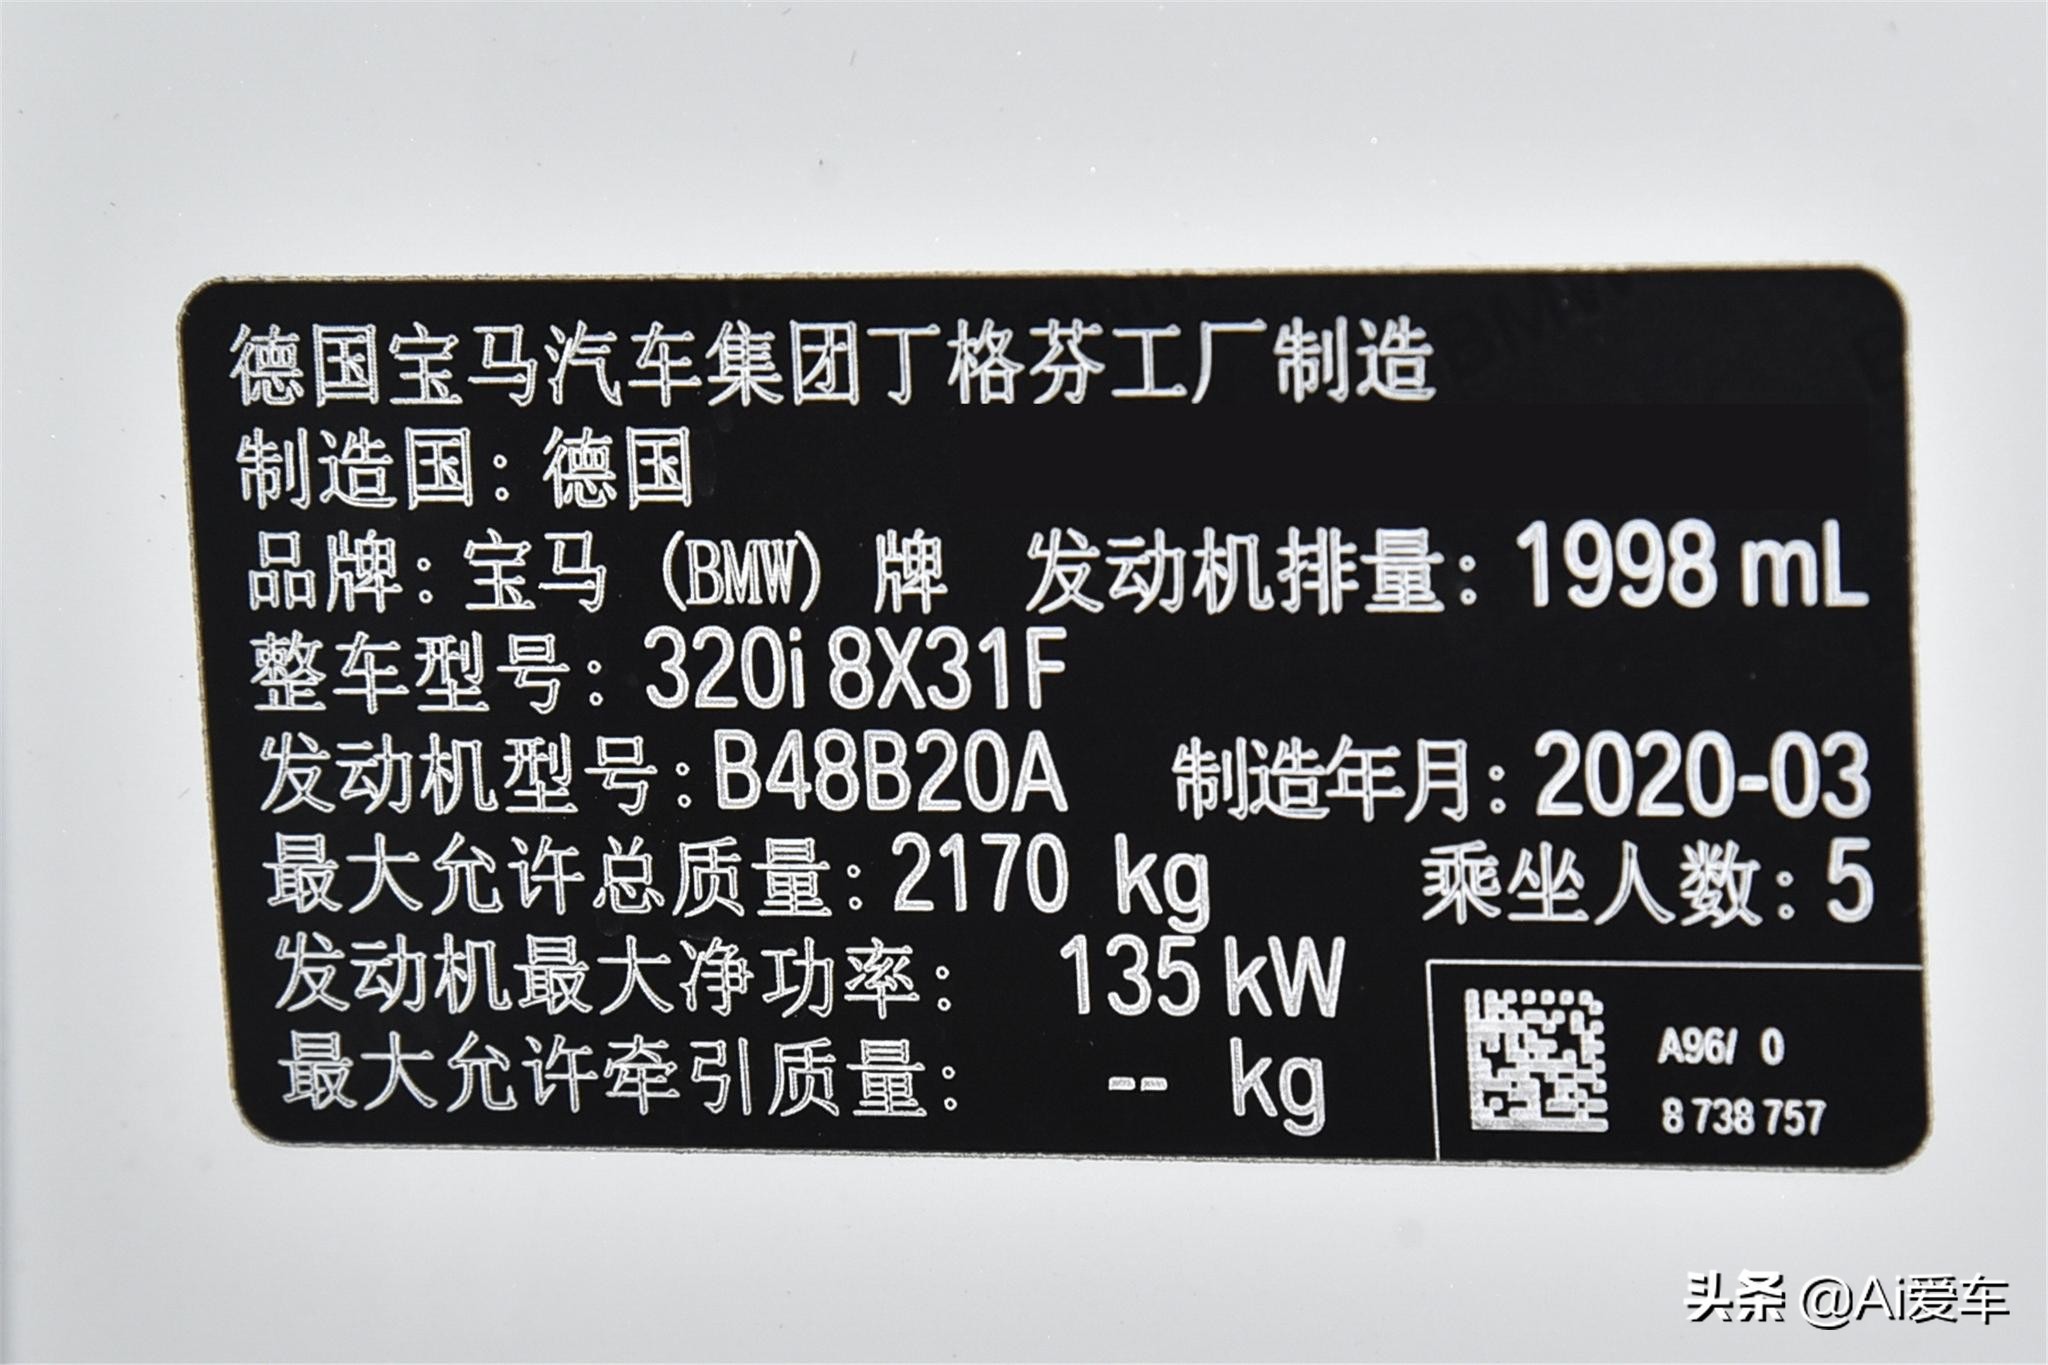 德国宝马汽车集团丁格芬工厂制造
制造国：德国
品牌：宝马（BMW）牌 发动机排量：1998 mL
整车型号：320i 8X31F
发动机型号：B48B20A 制造年月：2020-03
最大允许总质量：2170 kg 乘坐人数：5
发动机最大净功率： 135 kW
最大允许牵引质量： -- kg
A96/ 0
8 738 757
头条 @Ai爱车